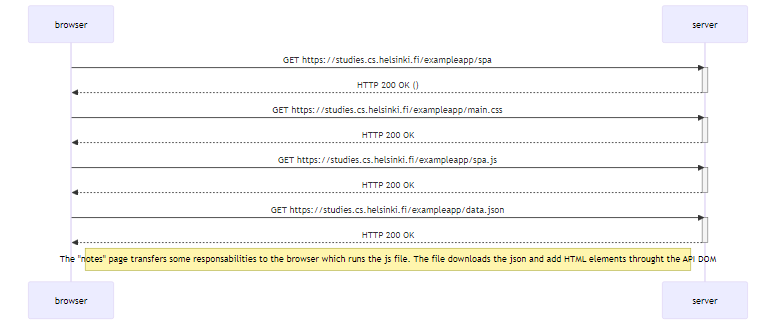 browser
server
GET https://studies.cs.helsinki.fi/exampleapp/spa
HTTP 200 OK ()
GET https://studies.cs.helsinki.fi/exampleapp/main.css
HTTP 200 OK
GET https://studies.cs.helsinki.fi/exampleapp/spa.js
HTTP 200 OK
GET https://studies.cs.helsinki.fi/exampleapp/data.json
HTTP 200 OK
The "notes" page transfers some responsabilities to the browser which runs the js file. The file downloads the json and add HTML elements throught the API DOM
browser
server